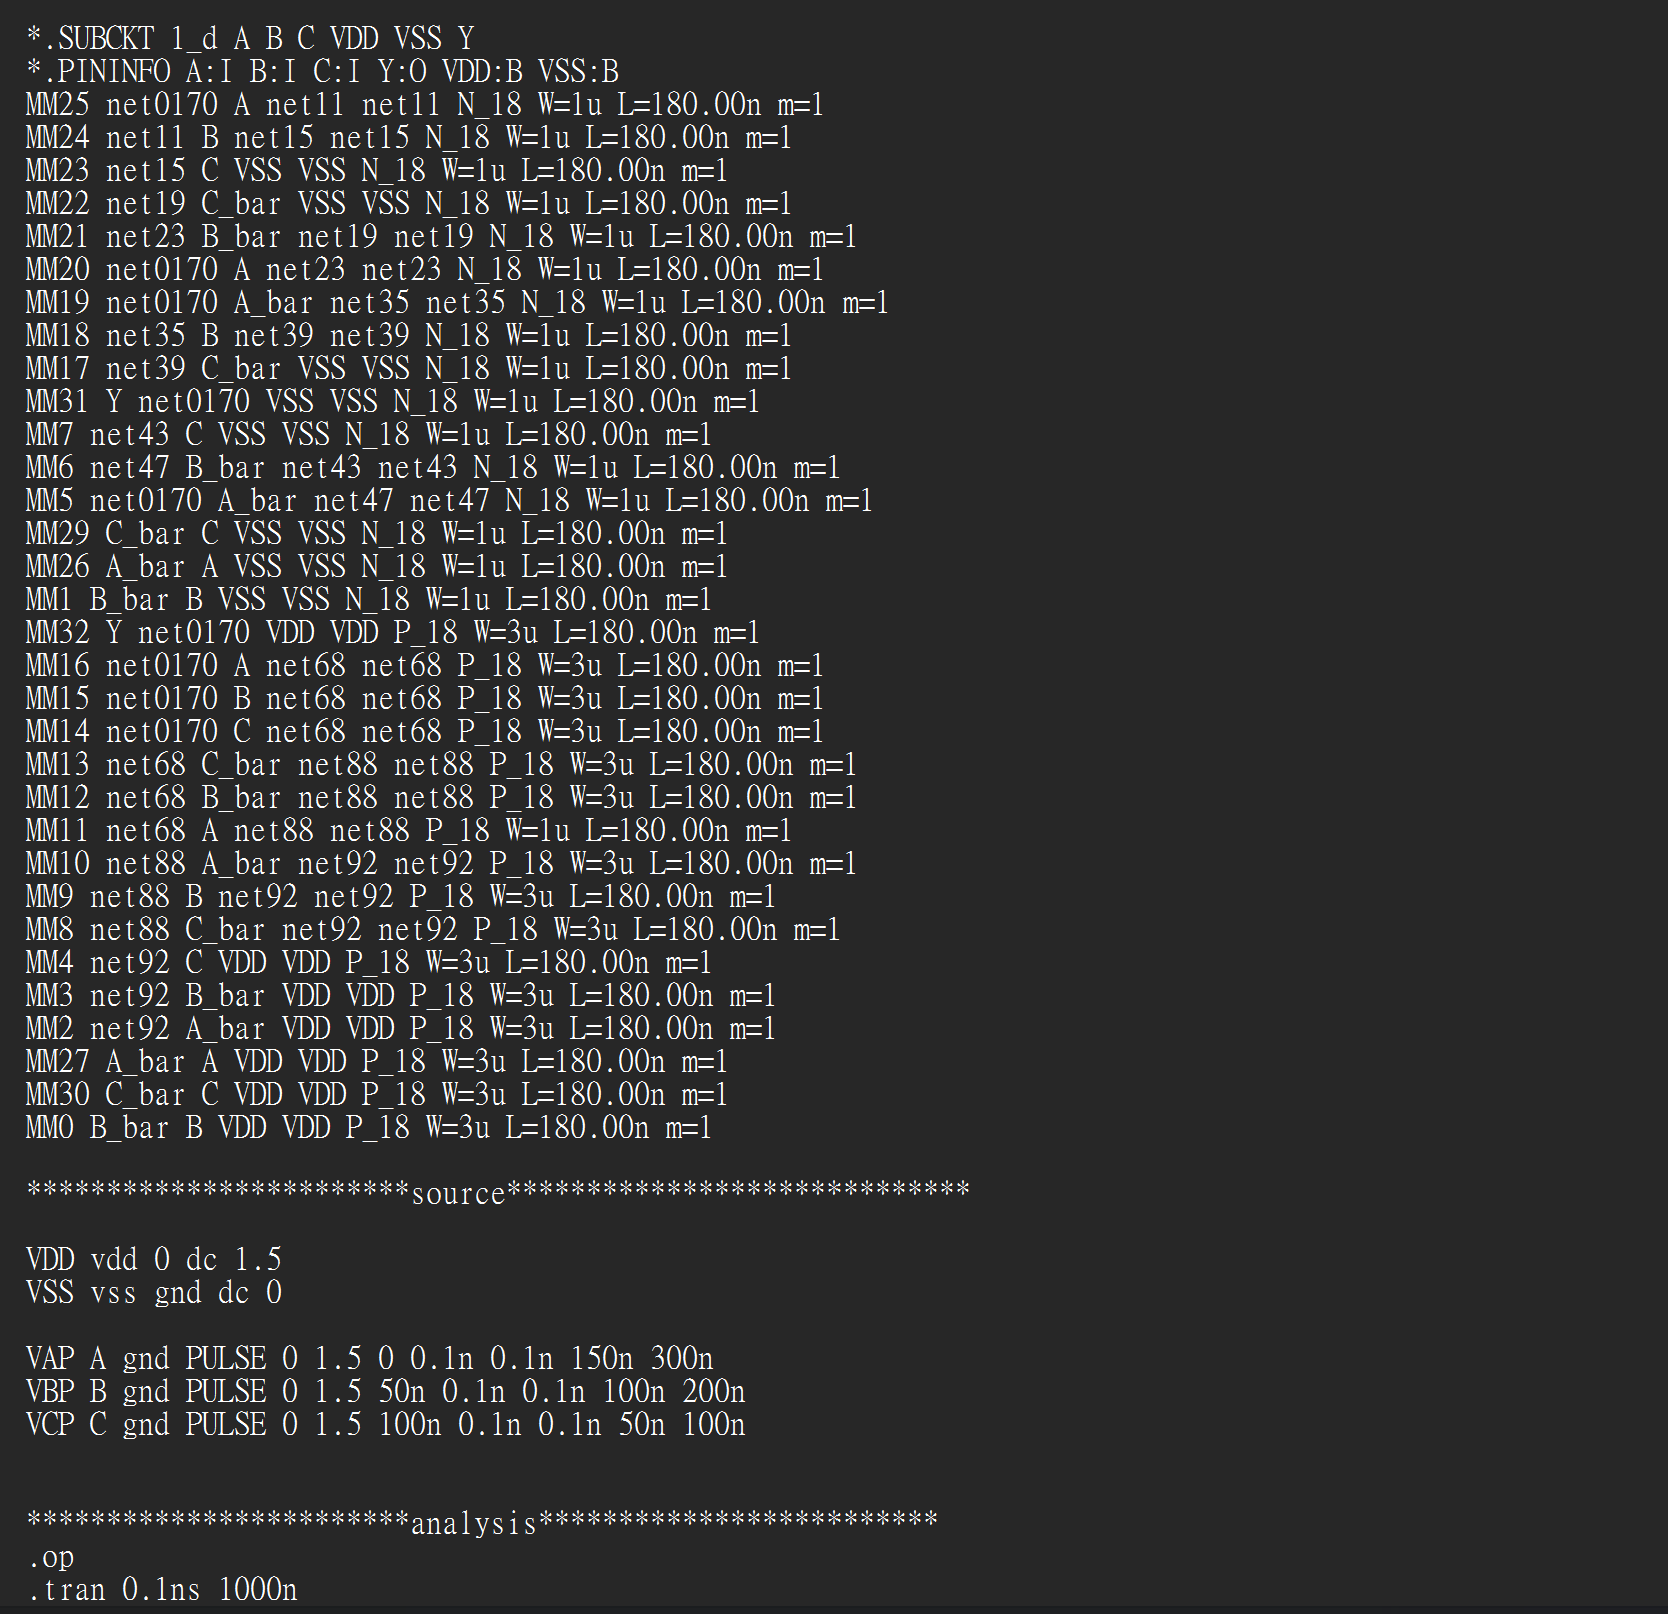 *.SUBCKT 1_d A B C VDD VSS Y
*.PININFO A:I B:I C:I Y:O VDD:B VSS:B
MM25 net0170 A net11 net11 N_18 W=1u L=180.00n m=1
MM24 net11 B net15 net15 N_18 W=1u L=180.00n m=1
MM23 net15 C VSS VSS N_18 W=1u L=180.00n m=1
MM22 net19 C_bar VSS VSS N_18 W=1u L=180.00n m=1
MM21 net23 B_bar net19 net19 N_18 W=1u L=180.00n m=1
MM20 net0170 A net23 net23 N_18 W=1u L=180.00n m=1
MM19 net0170 A_bar net35 net35 N_18 W=1u L=180.00n m=1
MM18 net35 B net39 net39 N_18 W=1u L=180.00n m=1
MM17 net39 C_bar VSS VSS N_18 W=1u L=180.00n m=1
MM31 Y net0170 VSS VSS N_18 W=1u L=180.00n m=1
MM7 net43 C VSS VSS N_18 W=1u L=180.00n m=1
MM6 net47 B_bar net43 net43 N_18 W=1u L=180.00n m=1
MM5 net0170 A_bar net47 net47 N_18 W=1u L=180.00n m=1
MM29 C_bar C VSS VSS N_18 W=1u L=180.00n m=1
MM26 A_bar A VSS VSS N_18 W=1u L=180.00n m=1
MM1 B_bar B VSS VSS N_18 W=1u L=180.00n m=1
MM32 Y net0170 VDD VDD P_18 W=3u L=180.00n m=1
MM16 net0170 A net68 net68 P_18 W=3u L=180.00n m=1
MM15 net0170 B net68 net68 P_18 W=3u L=180.00n m=1
MM14 net0170 C net68 net68 P_18 W=3u L=180.00n m=1
MM13 net68 C_bar net88 net88 P_18 W=3u L=180.00n m=1
MM12 net68 B_bar net88 net88 P_18 W=3u L=180.00n m=1
MM11 net68 A net88 net88 P_18 W=1u L=180.00n m=1
MM10 net88 A_bar net92 net92 P_18 W=3u L=180.00n m=1
MM9 net88 B net92 net92 P_18 W=3u L=180.00n m=1
MM8 net88 C_bar net92 net92 P_18 W=3u L=180.00n m=1
MM4 net92 C VDD VDD P_18 W=3u L=180.00n m=1
MM3 net92 B_bar VDD VDD P_18 W=3u L=180.00n m=1
MM2 net92 A_bar VDD VDD P_18 W=3u L=180.00n m=1
MM27 A_bar A VDD VDD P_18 W=3u L=180.00n m=1
MM30 C_bar C VDD VDD P_18 W=3u L=180.00n m=1
MM0 B_bar B VDD VDD P_18 W=3u L=180.00n m=1
************************source*****************************
VDD vdd 0 dc 1.5
VSS vss gnd dc 0
VAP A gnd PULSE 0 1.5 0 0.1n 0.1n 150n 300n
VBP B gnd PULSE 0 1.5 50n 0.1n 0.1n 100n 200n
VCP C gnd PULSE 0 1.5 100n 0.1n 0.1n 50n 100n
************************analysis*************************
.op
.tran 0.1ns 1000n